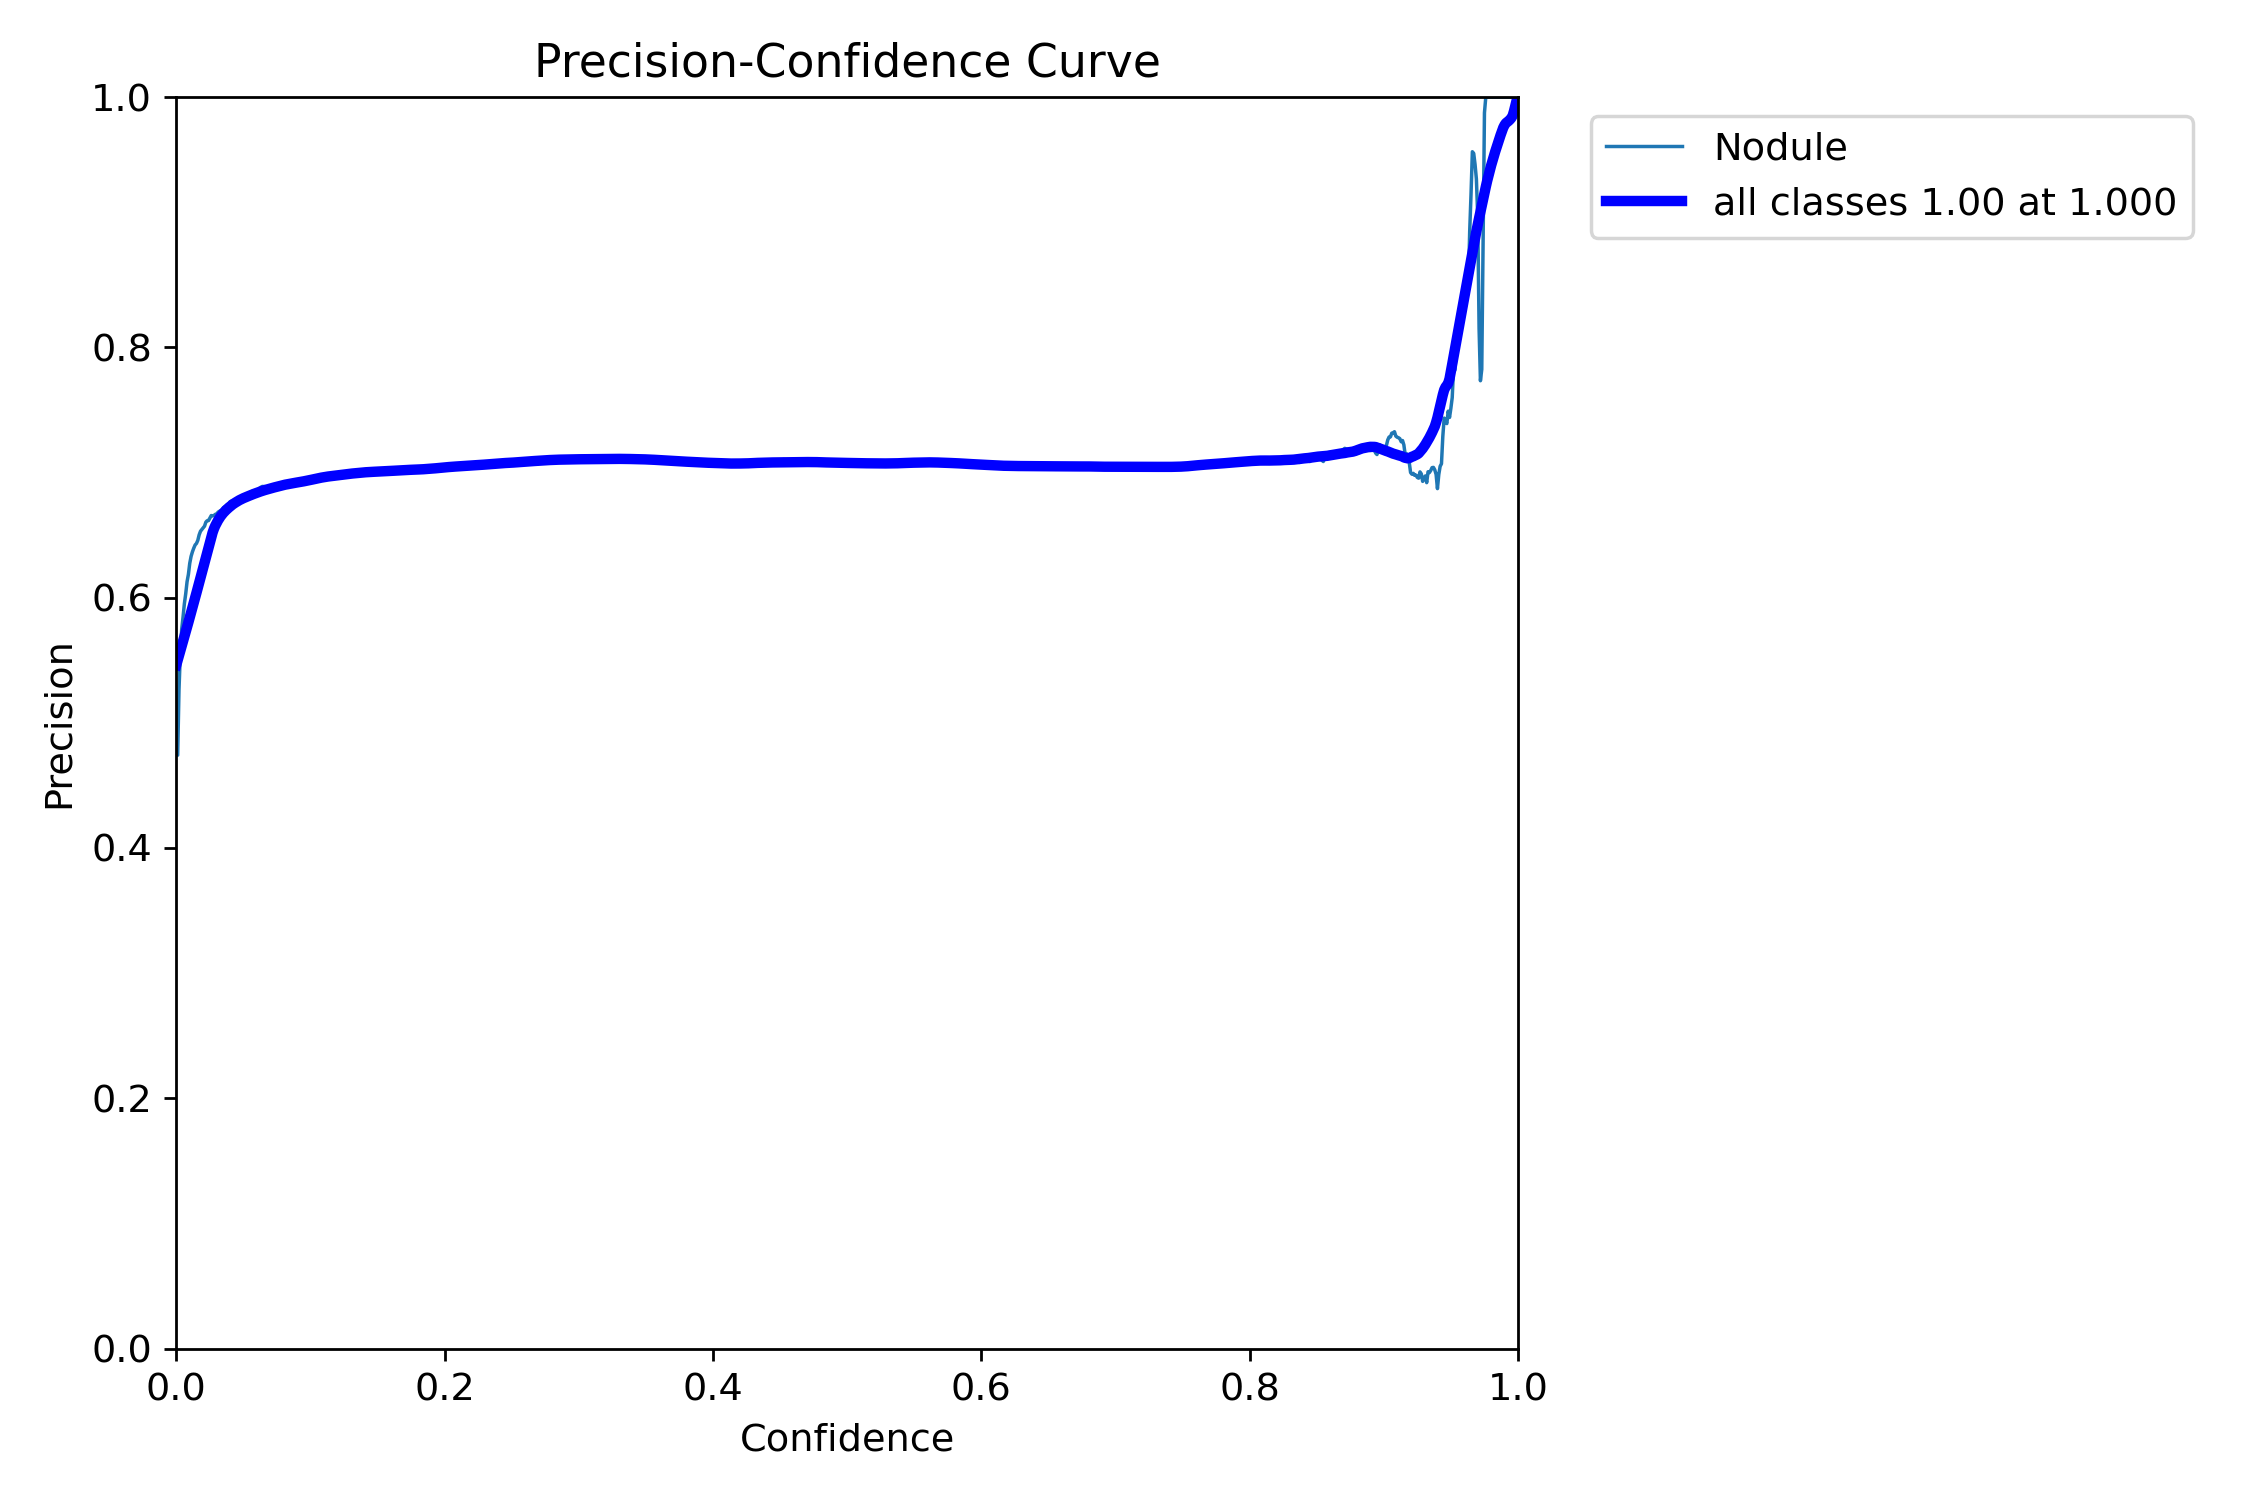 Precision-Confidence Curve
Nodule
all classes 1.00 at 1.000
Precision
1.0
0.8
0.6
0.4
0.2
0.0
0.0 0.2 0.4 0.6 0.8 1.0
Confidence